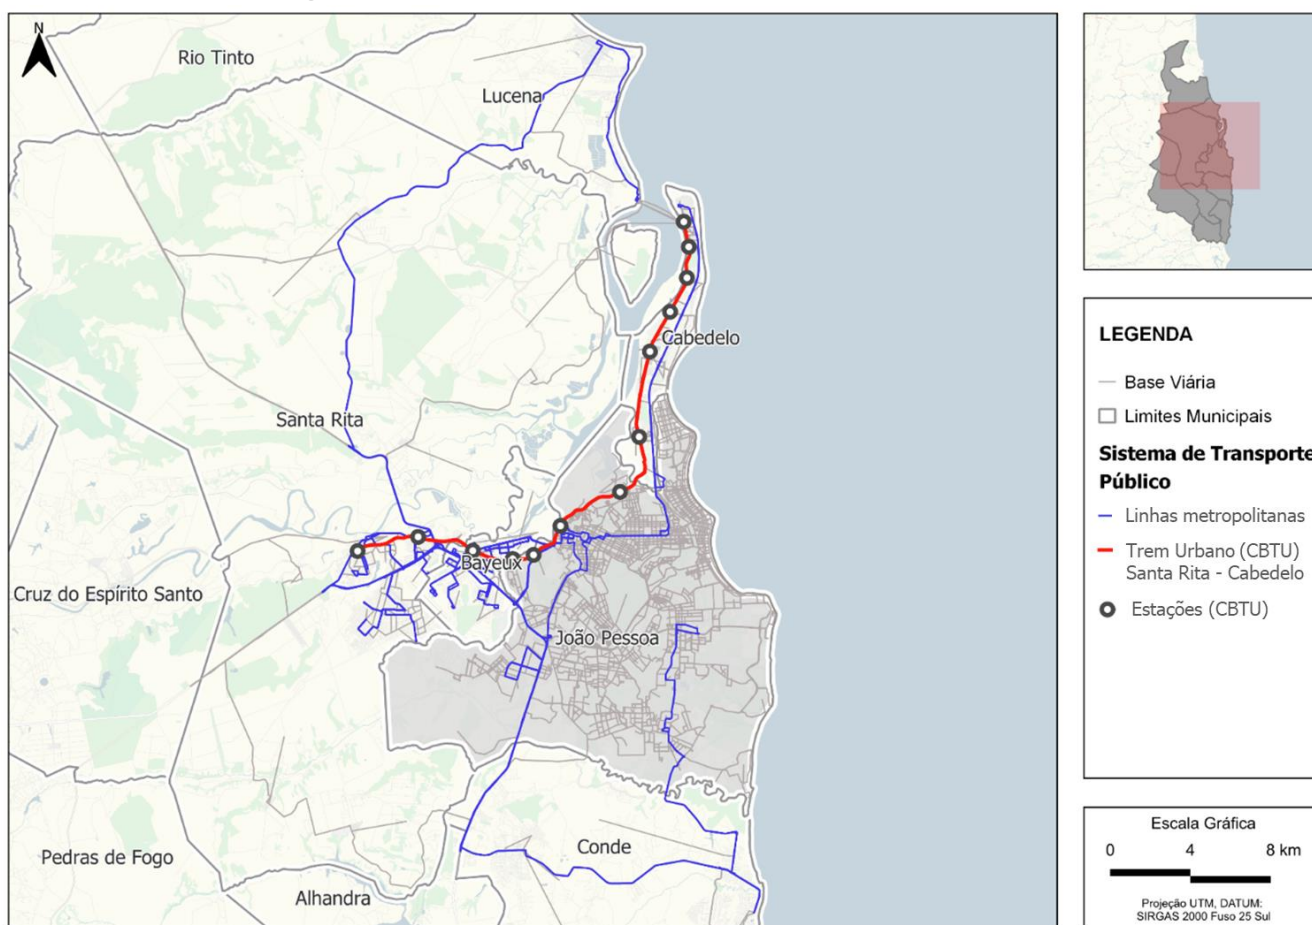 N
Rio Tinto
Lucena
Cabedelo
Santa Rita
Bayeux
Cruz do Espírito Santo
João Pessoa
Conde
Pedras de Fogo
Alhandra
LEGENDA
Base Viária
Limites Municipais
Sistema de Transporte
Público
Linhas metropolitanas
Trem Urbano (CBTU)
Santa Rita - Cabedelo
Estações (CBTU)
Escala Gráfica
0 4 8 km
Projeção UTM, DATUM:
SIRGAS 2000 Fuso 25 Sul